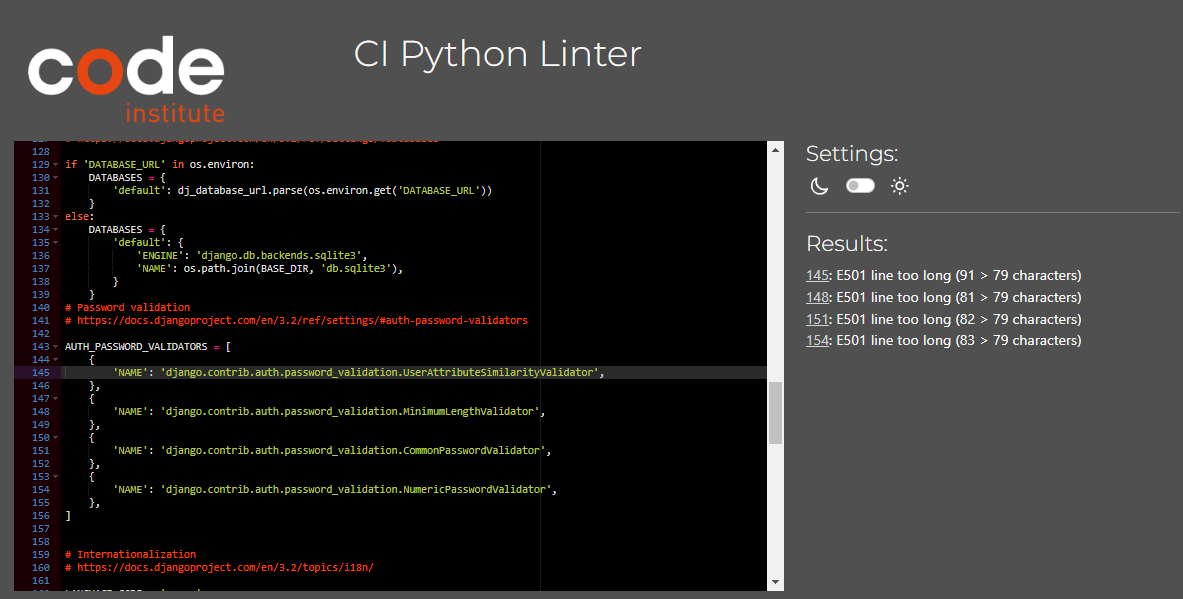 code
institute
CI Python Linter
128
129 if 'DATABASE_URL' in os.environ:
130 DATABASES = {
131 'default': dj_database_url.parse(os.environ.get('DATABASE_URL'))
132 }
133 else:
134 DATABASES = {
135 'default': {
136 'ENGINE': 'django.db.backends.sqlite3',
137 'NAME': os.path.join(BASE_DIR, 'db.sqlite3'),
138 }
139 }
140 # Password validation
141 # https://docs.djangoproject.com/en/3.2/ref/settings/#auth-password-validators
142
143 AUTH_PASSWORD_VALIDATORS = [
144 {
145 'NAME': 'django.contrib.auth.password_validation.UserAttributeSimilarityValidator',
146 },
147 {
148 'NAME': 'django.contrib.auth.password_validation.MinimumLengthValidator',
149 },
150 {
151 'NAME': 'django.contrib.auth.password_validation.CommonPasswordValidator',
152 },
153 {
154 'NAME': 'django.contrib.auth.password_validation.NumericPasswordValidator',
155 },
156 ]
157
158
159 # Internationalization
160 # https://docs.djangoproject.com/en/3.2/topics/i18n/
161
Settings:
Results:
145: E501 line too long (91 > 79 characters)
148: E501 line too long (81 > 79 characters)
151: E501 line too long (82 > 79 characters)
154: E501 line too long (83 > 79 characters)